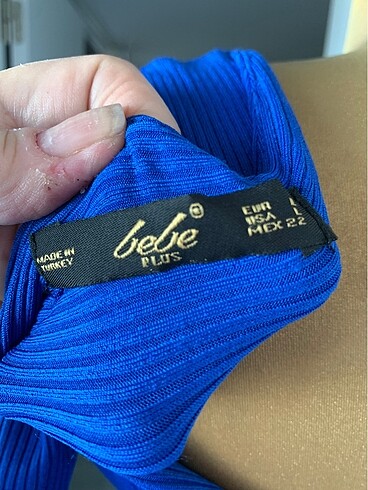 MADE IN
TURKEY
bebe®
PLUS
EUR L
USA L
MEX 22